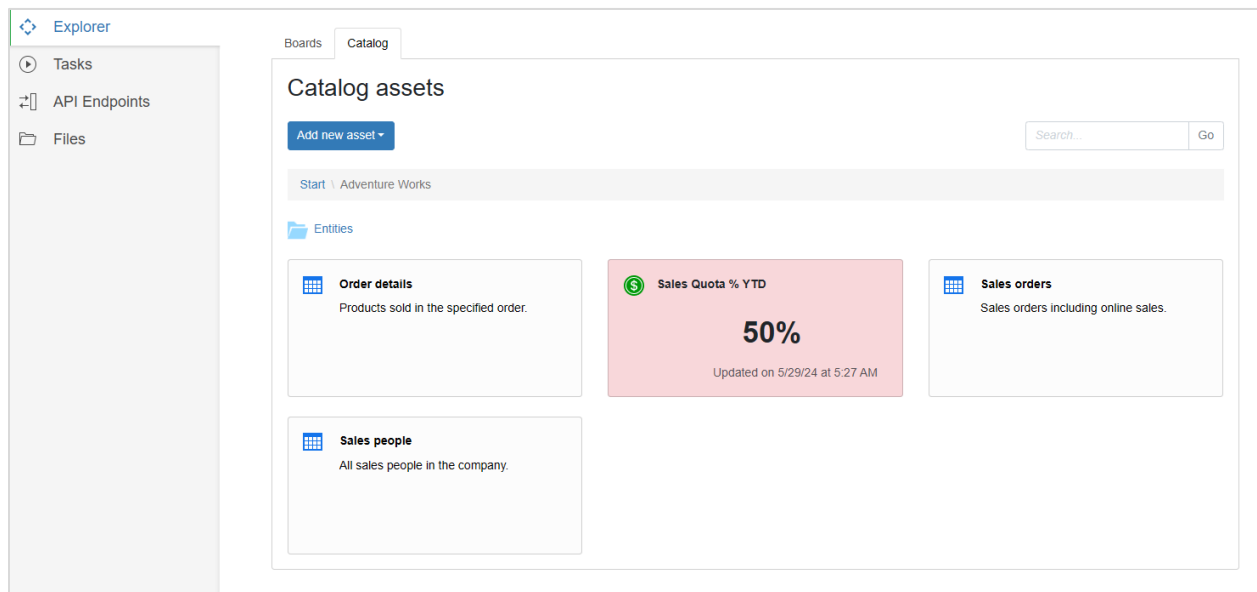 Explorer
Tasks
API Endpoints
Files
Boards
Catalog
Catalog assets
Add new asset
Search...
Go
Start \ Adventure Works
Entities
Order details
Products sold in the specified order.
$
Sales Quota % YTD
50%
Updated on 5/29/24 at 5:27 AM
Sales orders
Sales orders including online sales.
Sales people
All sales people in the company.